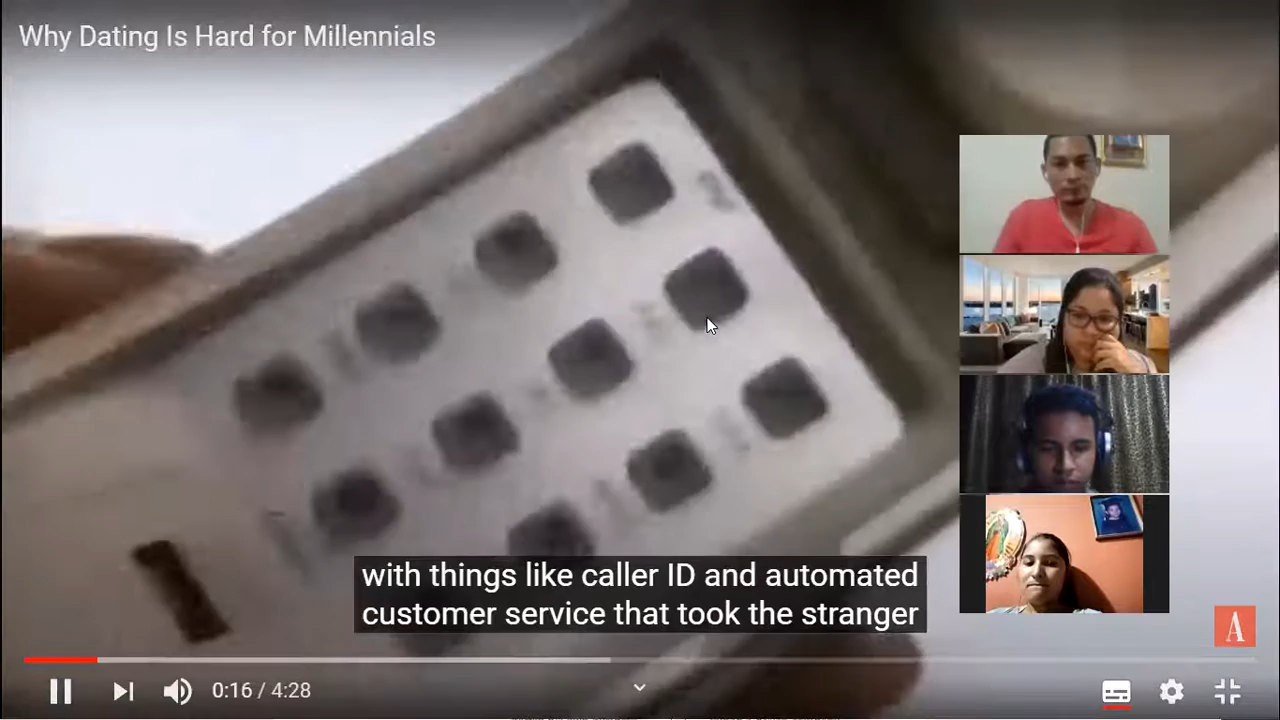 Why Dating Is Hard for Millennials
with things like caller ID and automated
customer service that took the stranger
A
0:16 / 4:28